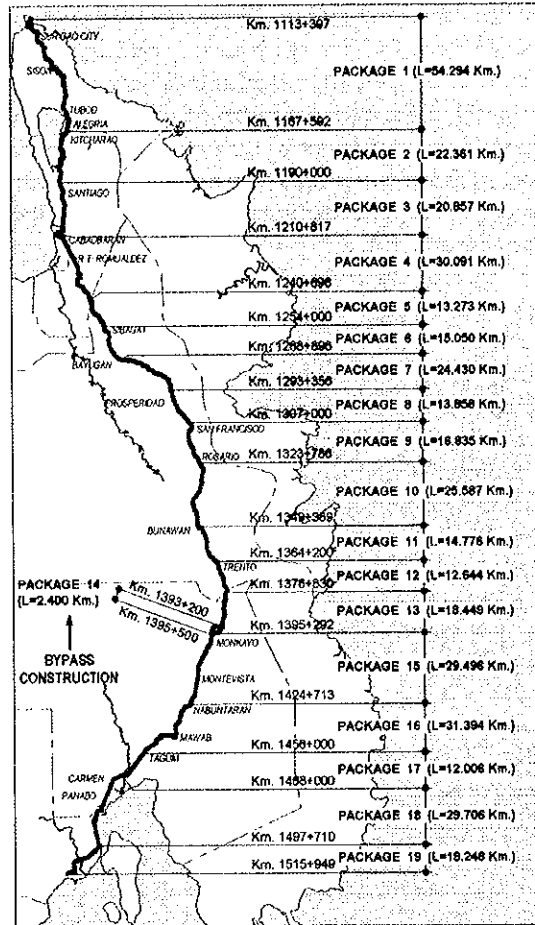 Km. 1113+397
SURIGAO CITY
SISON
PACKAGE 1 (L=54.294 Km.)
TUBOD
ALEGRIA
Km. 1167+592
KITCHARAO
PACKAGE 2 (L=22.361 Km.)
Km. 1190+000
SANTIAGO
PACKAGE 3 (L=20.857 Km.)
Km. 1210+817
CABADBARAN
R.T. ROMUALDEZ
PACKAGE 4 (L=30.091 Km.)
Km. 1240+696
PACKAGE 5 (L=13.273 Km.)
Km. 1254+000
SIBAGAT
PACKAGE 6 (L=15.050 Km.)
Km. 1268+896
BAYUGAN
PACKAGE 7 (L=24.430 Km.)
Km. 1293+356
PROSPERIDAD
PACKAGE 8 (L=13.858 Km.)
Km. 1307+000
SAN FRANCISCO
PACKAGE 9 (L=16.835 Km.)
ROSARIO
Km. 1323+786
PACKAGE 10 (L=25.587 Km.)
Km. 1349+369
BUNAWAN
PACKAGE 11 (L=14.776 Km.)
Km. 1364+200
TRENTO
PACKAGE 12 (L=12.644 Km.)
Km. 1376+830
PACKAGE 14
(L=2.400 Km.)
Km. 1393+200
Km. 1395+500
PACKAGE 13 (L=18.449 Km.)
Km. 1395+292
MONKAYO
BYPASS
CONSTRUCTION
PACKAGE 15 (L=29.496 Km.)
MONTEVISTA
Km. 1424+713
NABUNTARAN
PACKAGE 16 (L=31.394 Km.)
MAWAB
Km. 1456+000
TAGUM
PACKAGE 17 (L=12.006 Km.)
CARMEN
Km. 1468+000
PANABO
PACKAGE 18 (L=29.706 Km.)
Km. 1497+710
PACKAGE 19 (L=18.246 Km.)
Km. 1515+949